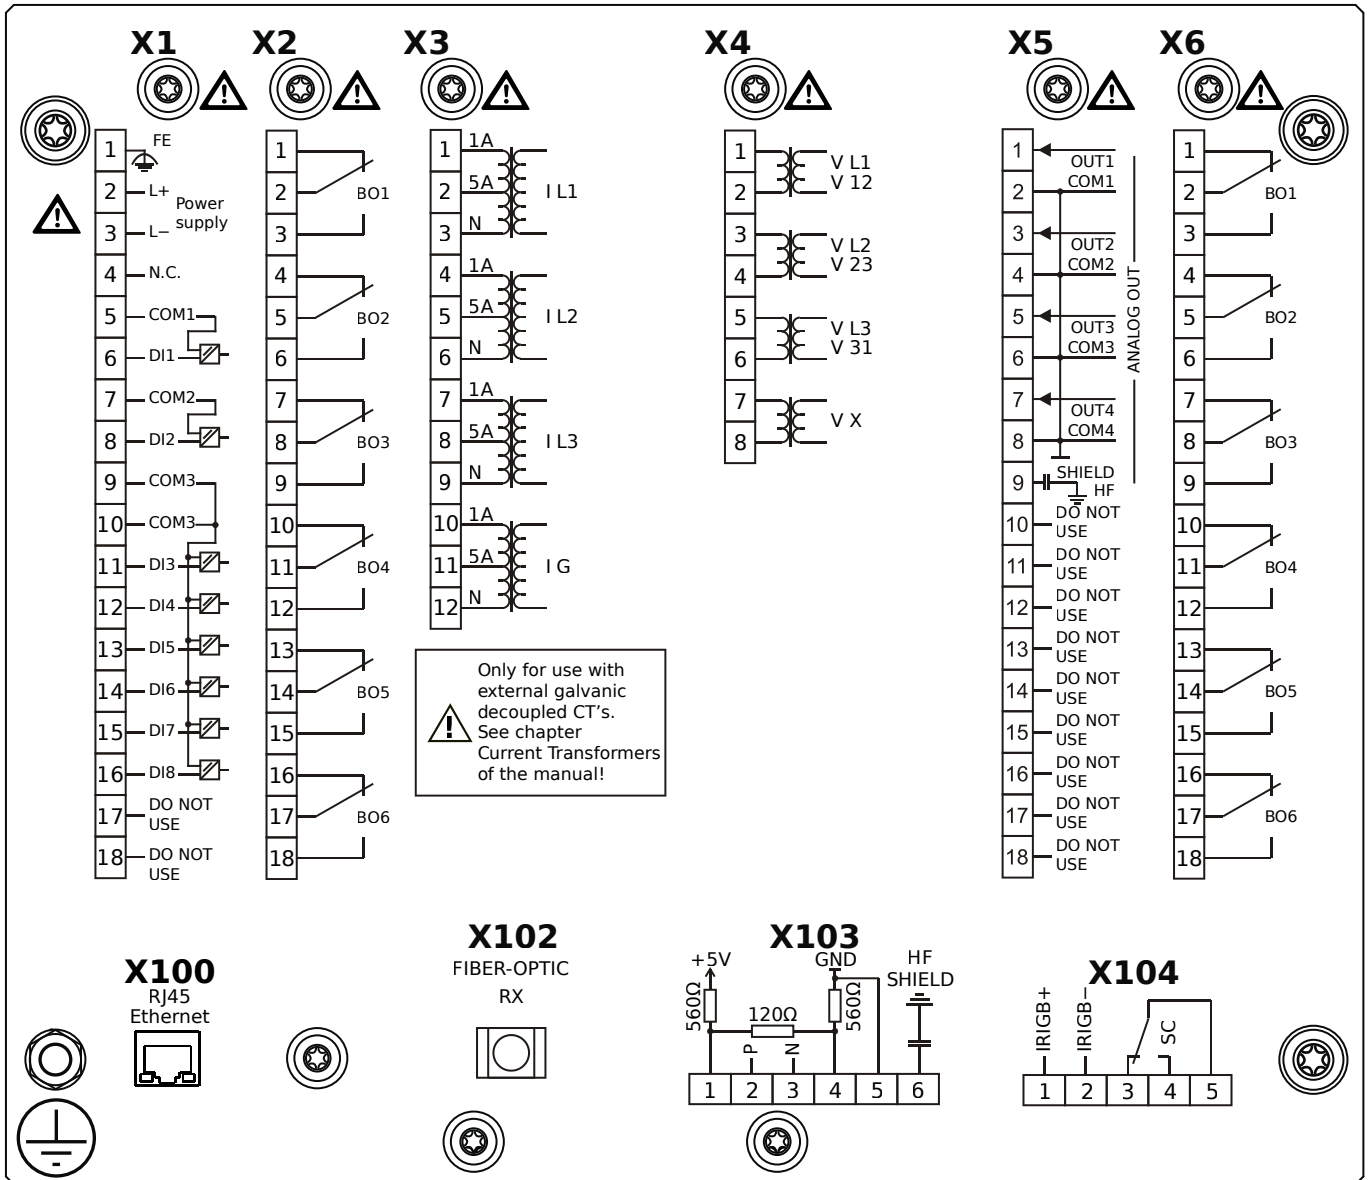 X1
X2
X3
X4
X5
X6
1 FE
2 L+
Power
supply
3 L−
4 N.C.
5 COM1
6 DI1
7 COM2
8 DI2
9 COM3
10 COM3
11 DI3
12 DI4
13 DI5
14 DI6
15 DI7
16 DI8
17 DO NOT
USE
18 DO NOT
USE
1
2 BO1
3
4
5 BO2
6
7
8 BO3
9
10
11 BO4
12
13
14 BO5
15
16
17 BO6
18
1 1A
2 5A I L1
3 N
4 1A
5 5A I L2
6 N
7 1A
8 5A I L3
9 N
10 1A
11 5A I G
12 N
Only for use with
external galvanic
decoupled CT's.
See chapter
Current Transformers
of the manual!
1 V L1
2 V 12
3 V L2
4 V 23
5 V L3
6 V 31
7 V X
8
1 OUT1
2 COM1
3 OUT2
4 COM2
5 OUT3
6 COM3
7 OUT4
8 COM4
ANALOG OUT
9 SHIELD
HF
10 DO NOT
USE
11 DO NOT
USE
12 DO NOT
USE
13 DO NOT
USE
14 DO NOT
USE
15 DO NOT
USE
16 DO NOT
USE
17 DO NOT
USE
18 DO NOT
USE
1
2 BO1
3
4
5 BO2
6
7
8 BO3
9
10
11 BO4
12
13
14 BO5
15
16
17 BO6
18
X100
RJ45
Ethernet
X102
FIBER-OPTIC
RX
X103
+5V GND HF
SHIELD
560Ω 120Ω 560Ω
P N
1 2 3 4 5 6
X104
IRIGB+ IRIGB− SC
1 2 3 4 5